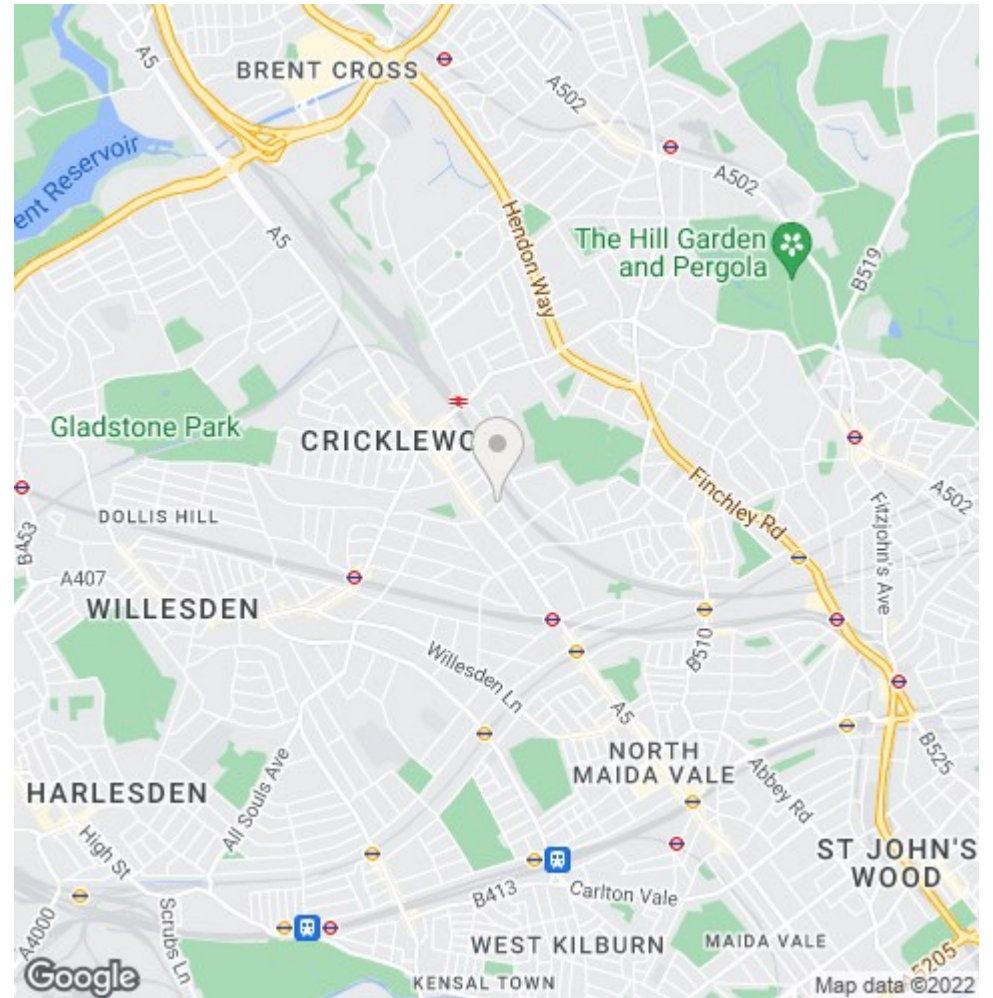 A5
BRENT CROSS
A502
ent Reservoir
A502
A5
Hendon Way
The Hill Garden
and Pergola
B519
Gladstone Park
CRICKLEWO
Finchley Rd
A502
DOLLIS HILL
B453
Fitzjohn's Ave
A407
WILLESDEN
B510
Willesden Ln
A5
B525
NORTH
MAIDA VALE
Abbey Rd
HARLESDEN
All Souls Ave
High St
ST JOHN'S
WOOD
B413
Carlton Vale
A4000
Scrubs Ln
WEST KILBURN
MAIDA VALE
A5205
Google
KENSAL TOWN
Map data ©2022